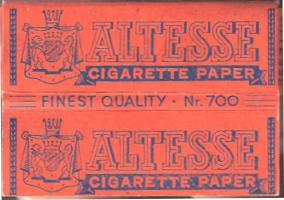 ALTESSE
CIGARETTE PAPER
FINEST QUALITY · Nr. 700
ALTESSE
CIGARETTE PAPER